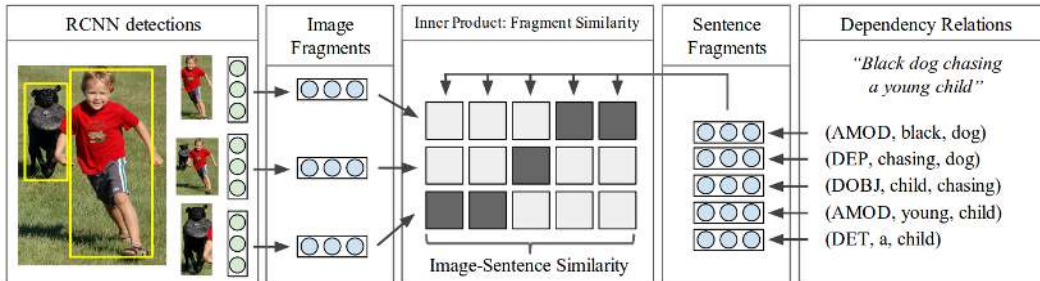 RCNN detections
Image
Fragments
Inner Product: Fragment Similarity
Image-Sentence Similarity
Sentence
Fragments
Dependency Relations
“Black dog chasing
a young child”
(AMOD, black, dog)
(DEP, chasing, dog)
(DOBJ, child, chasing)
(AMOD, young, child)
(DET, a, child)